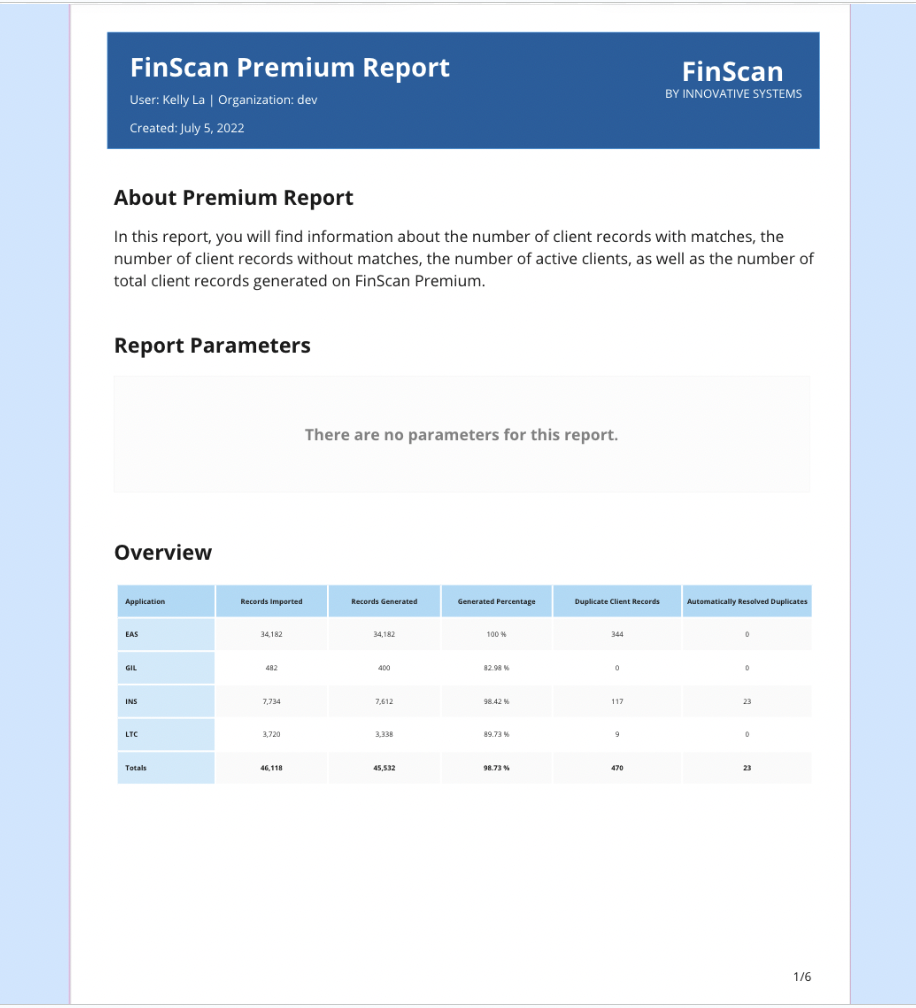 FinScan Premium Report
User: Kelly La | Organization: dev
Created: July 5, 2022
FinScan
BY INNOVATIVE SYSTEMS
About Premium Report
In this report, you will find information about the number of client records with matches, the
number of client records without matches, the number of active clients, as well as the number of
total client records generated on FinScan Premium.
Report Parameters
There are no parameters for this report.
Overview
Application Records Imported Records Generated Generated Percentage Duplicate Client Records Automatically Resolved Duplicates
EAS 34,182 34,182 100 % 344 0
GIL 482 400 82.98 % 0 0
INS 7,734 7,612 98.42 % 117 23
LTC 3,720 3,338 89.73 % 9 0
Totals 46,118 45,532 98.73 % 470 23
1/6